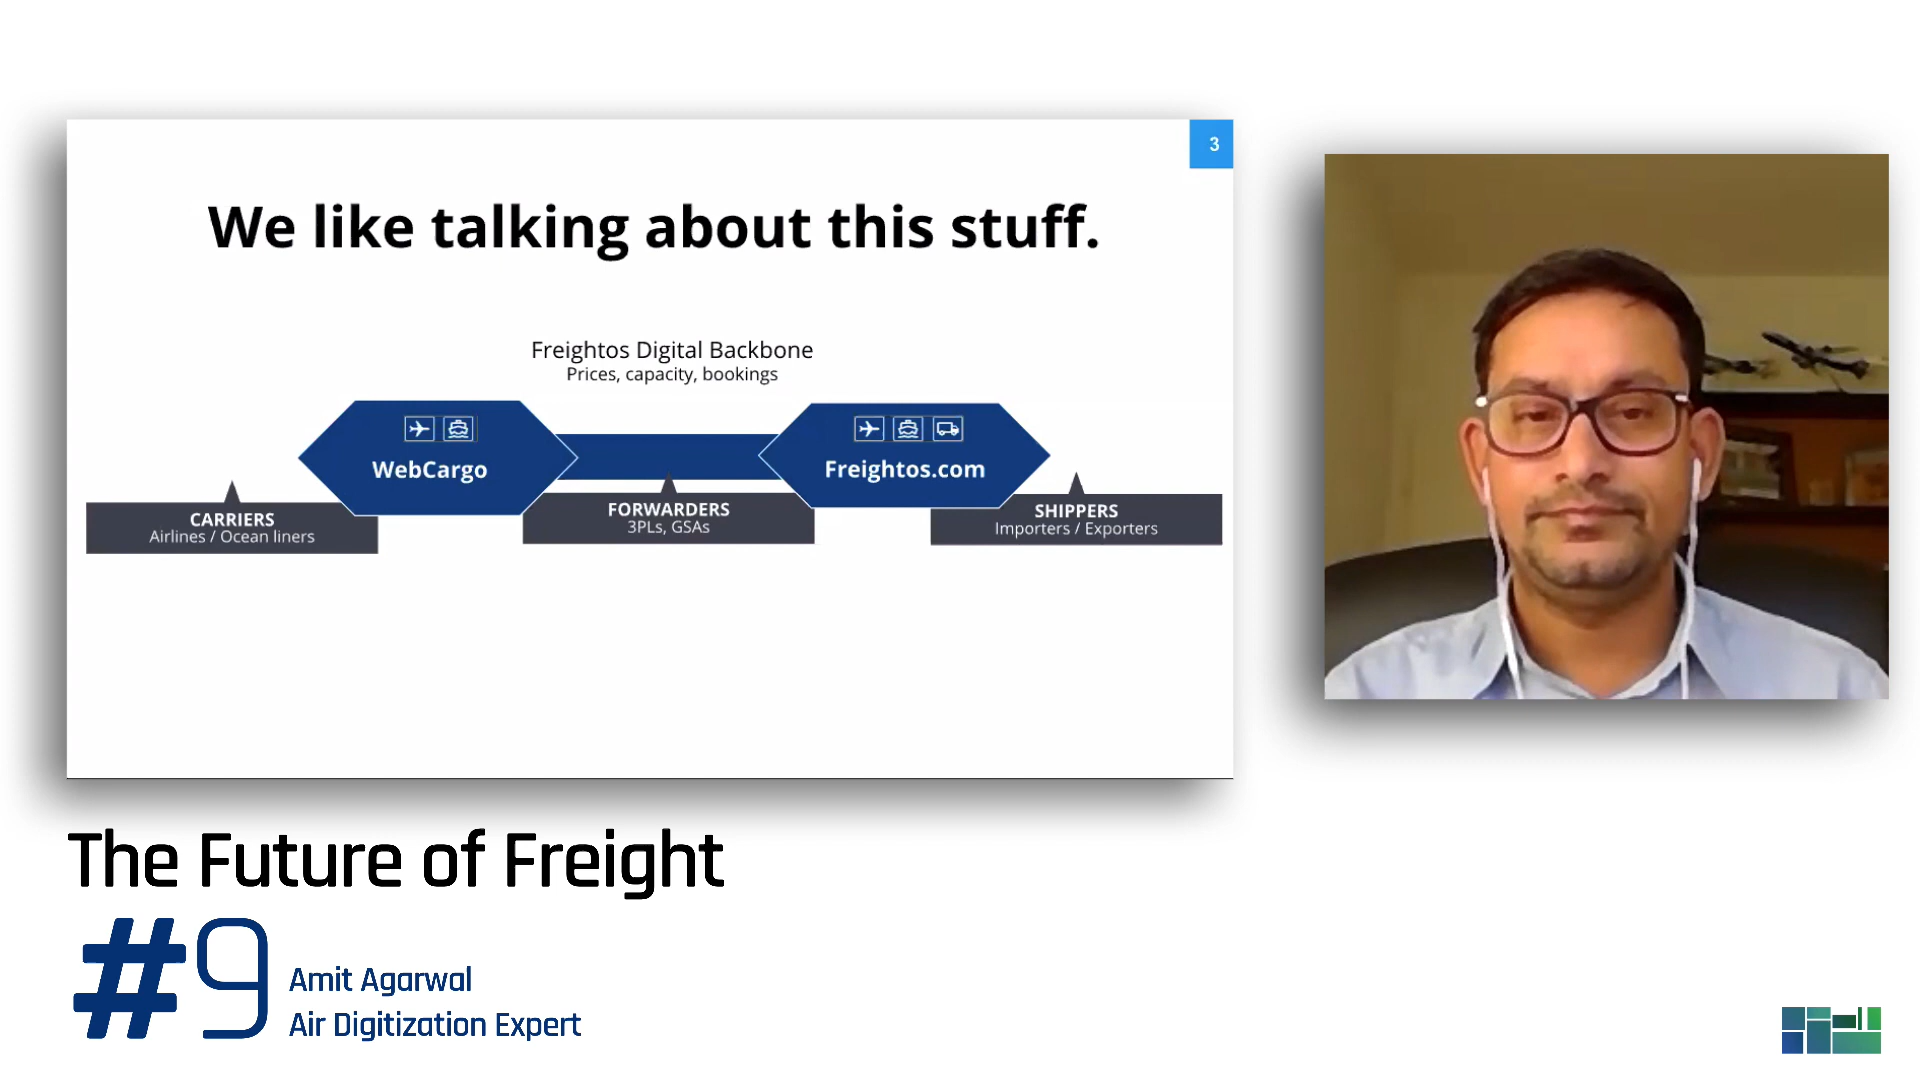 3
We like talking about this stuff.
Freightos Digital Backbone
Prices, capacity, bookings
WebCargo
Freightos.com
CARRIERS
Airlines / Ocean liners
FORWARDERS
3PLs, GSAs
SHIPPERS
Importers / Exporters
The Future of Freight
#9
Amit Agarwal
Air Digitization Expert